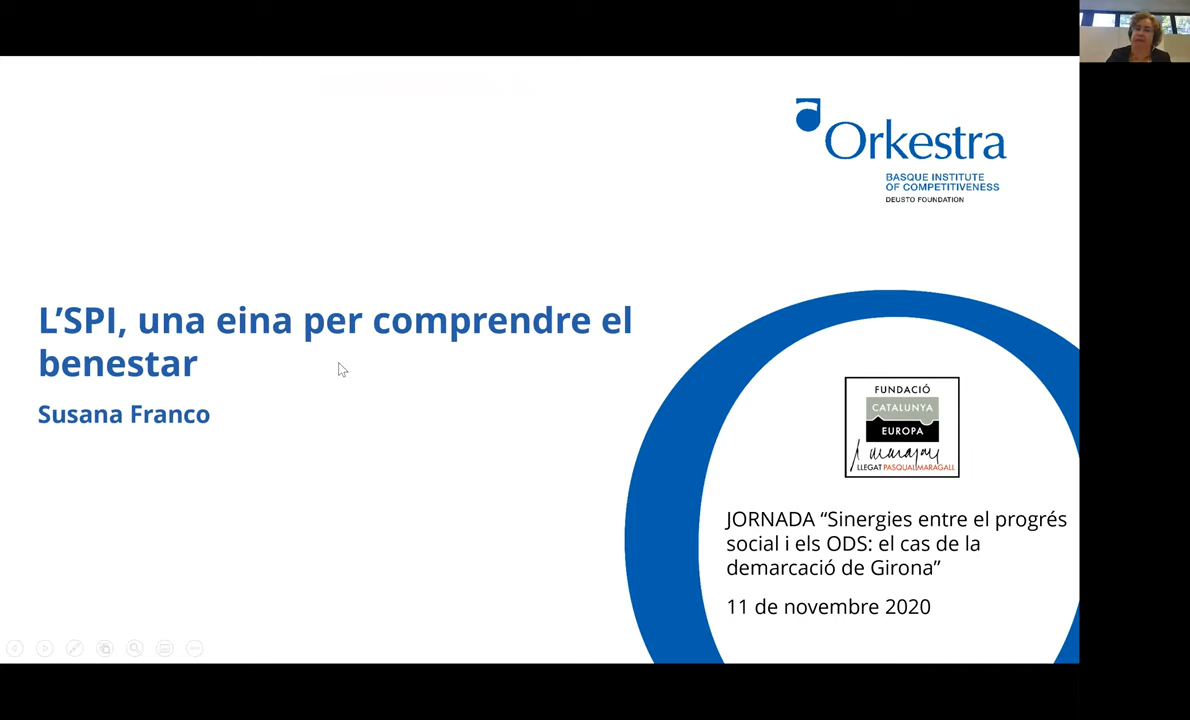 Orkestra
BASQUE INSTITUTE
OF COMPETITIVENESS
DEUSTO FOUNDATION
L’SPI, una eina per comprendre el
benestar
Susana Franco
FUNDACIÓ
CATALUNYA
EUROPA
LLEGAT PASQUAL MARAGALL
JORNADA “Sinergies entre el progrés
social i els ODS: el cas de la
demarcació de Girona”
11 de novembre 2020